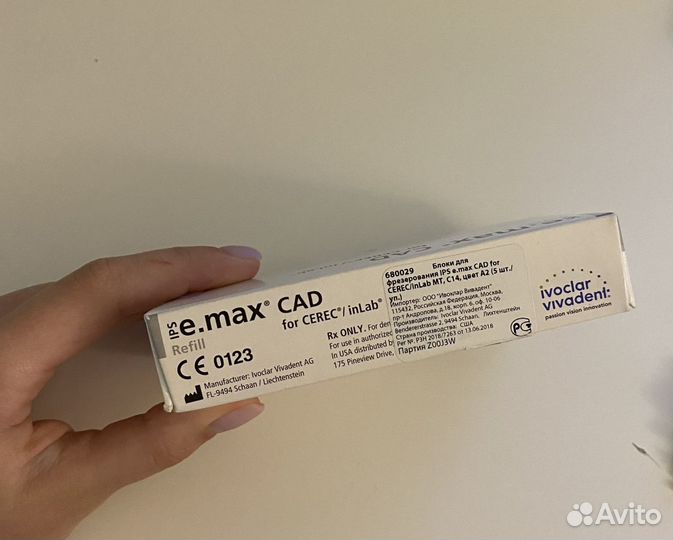 IPS e.max® CAD
for CEREC®/inLab®
Refill
CE 0123
Manufacturer: Ivoclar Vivadent AG
FL-9494 Schaan / Liechtenstein
Rx ONLY. For den
For use in authorized
In USA distributed b
175 Pineview Drive,
680029 Блоки для
фрезерования IPS e.max CAD for
CEREC/inLab MT, C14, цвет A2 (5 шт./
уп.)
Импортер: ООО "Ивоклар Вивадент"
115432, Российская Федерация, Москва,
пр-т Андропова, Д.18, корп. 6, оф. 10-06
Производитель: Ivoclar Vivadent AG
Bendererstrasse 2, 9494 Schaan, Лихтенштейн
Страна производства: США
Рег № РЗН 2018/7263 от 13.06.2018
Партия Z00J3W
РСТ
ivoclar
vivadent:
passion vision innovation
Avito